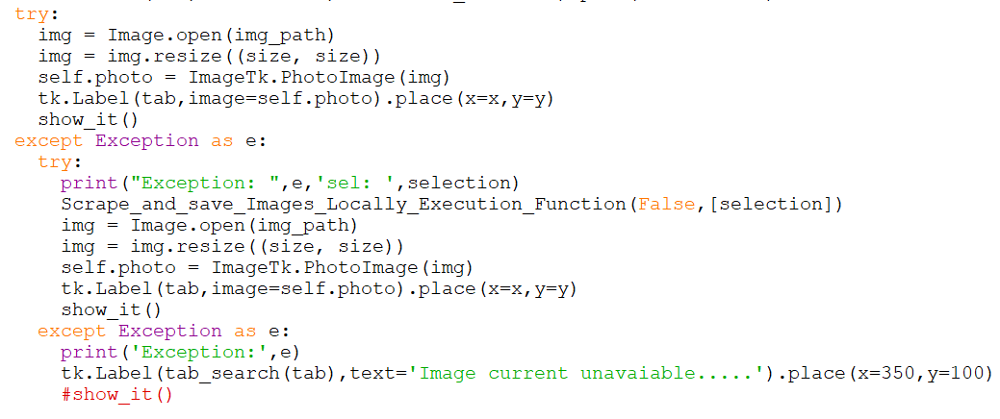 try:
  img = Image.open(img_path)
  img = img.resize((size, size))
  self.photo = ImageTk.PhotoImage(img)
  tk.Label(tab,image=self.photo).place(x=x,y=y)
  show_it()
except Exception as e:
  try:
    print("Exception: ",e,'sel: ',selection)
    Scrape_and_save_Images_Locally_Execution_Function(False,[selection])
    img = Image.open(img_path)
    img = img.resize((size, size))
    self.photo = ImageTk.PhotoImage(img)
    tk.Label(tab,image=self.photo).place(x=x,y=y)
    show_it()
  except Exception as e:
    print('Exception:',e)
    tk.Label(tab_search(tab),text='Image current unavaiable.....').place(x=350,y=100)
    #show_it()